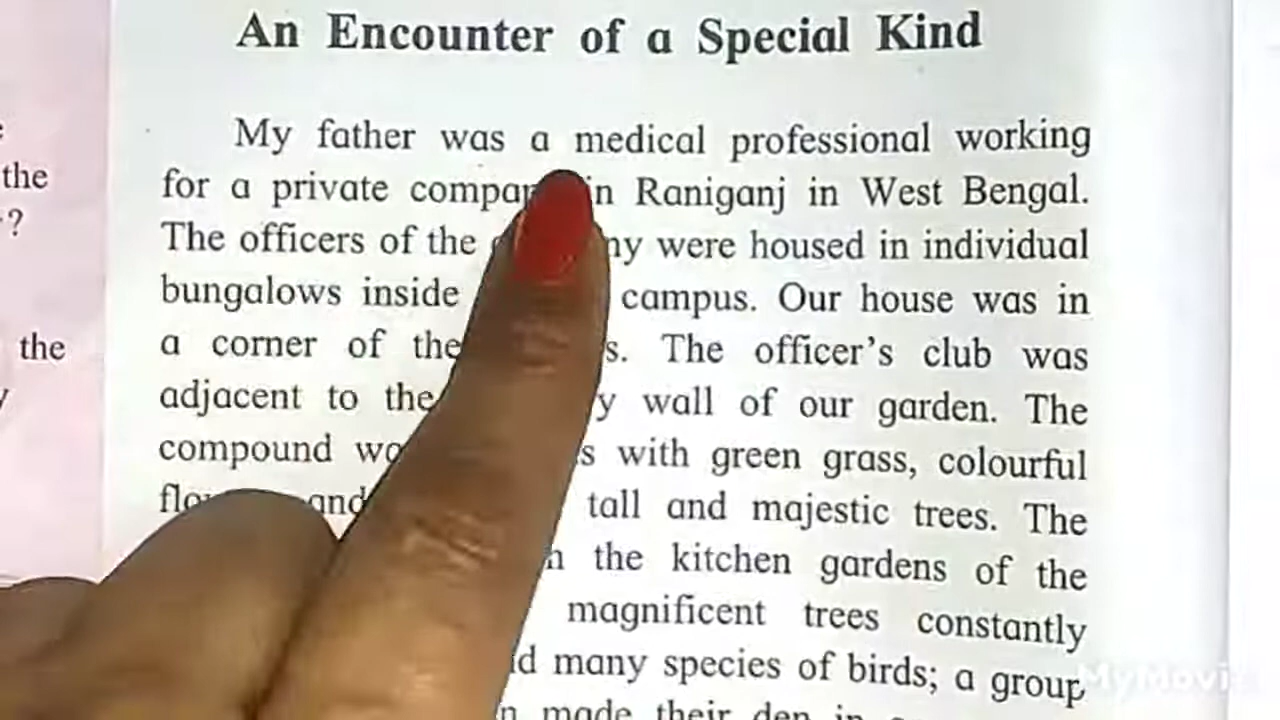 An Encounter of a Special Kind
the
?
the
y
My father was a medical professional working
for a private in Raniganj in West Bengal.
The officers of the were housed in individual
bungalows inside campus. Our house was in
a corner of the The officer's club was
adjacent to the wall of our garden. The
compound with green grass, colourful
and tall and majestic trees. The
the kitchen gardens of the
magnificent trees constantly
many species of birds; a group
made their den in
MyMovie